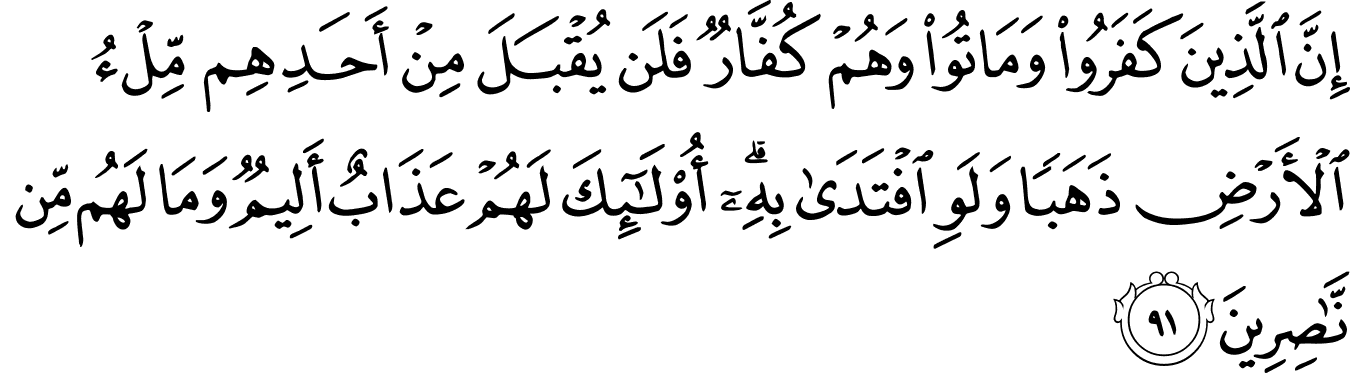 إِنَّ ٱلَّذِينَ كَفَرُوا۟ وَمَاتُوا۟ وَهُمْ كُفَّارٌۭ فَلَن يُقْبَلَ مِنْ أَحَدِهِم مِّلْءُ
ٱلْأَرْضِ ذَهَبًۭا وَلَوِ ٱفْتَدَىٰ بِهِۦٓ ۗ أُو۟لَـٰٓئِكَ لَهُمْ عَذَابٌ أَلِيمٌۭ وَمَا لَهُم مِّن
نَّـٰصِرِينَ ٩١